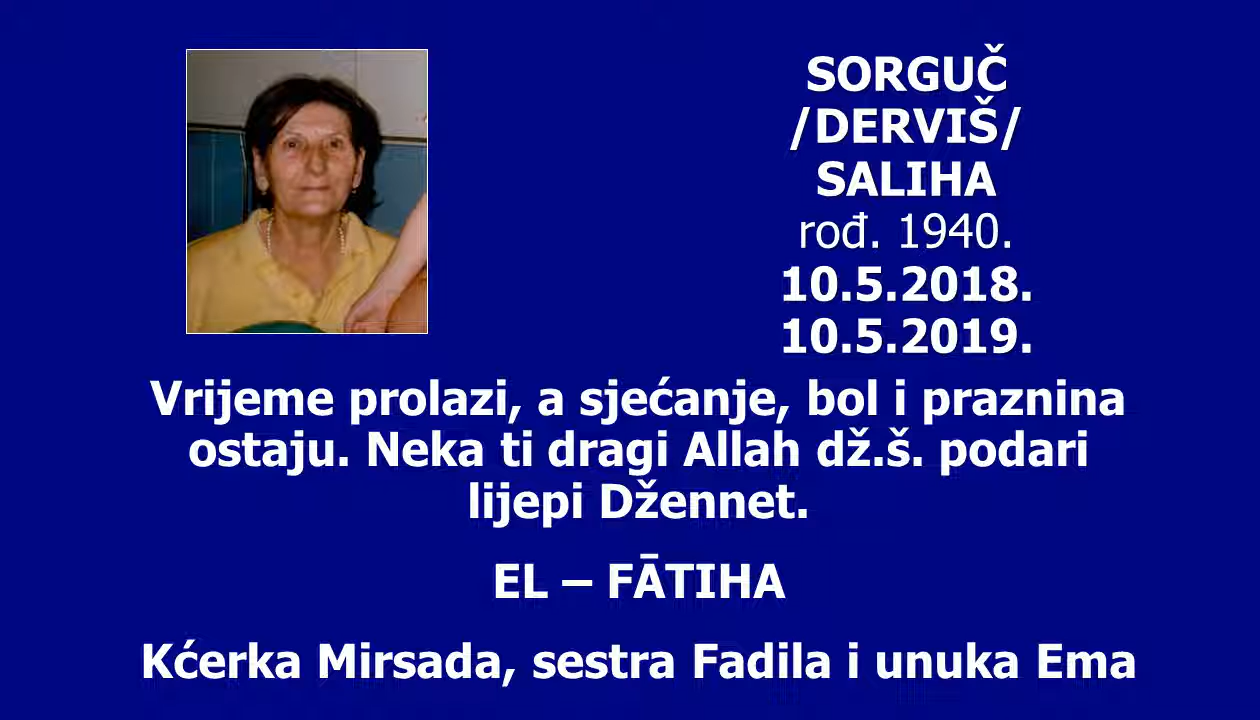 SORGUČ
/DERVIŠ/
SALIHA
rođ. 1940.
10.5.2018.
10.5.2019.
Vrijeme prolazi, a sjećanje, bol i praznina
ostaju. Neka ti dragi Allah dž.š. podari
lijepi Džennet.
EL – FĀTIHA
Kćerka Mirsada, sestra Fadila i unuka Ema